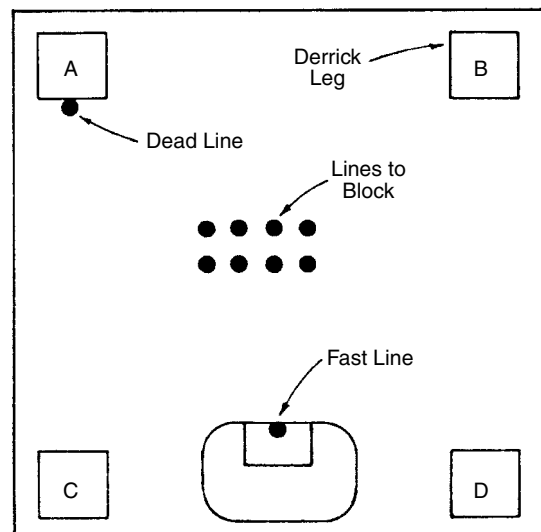 A
Derrick
Leg
B
Dead Line
Lines to
Block
Fast Line
C
D